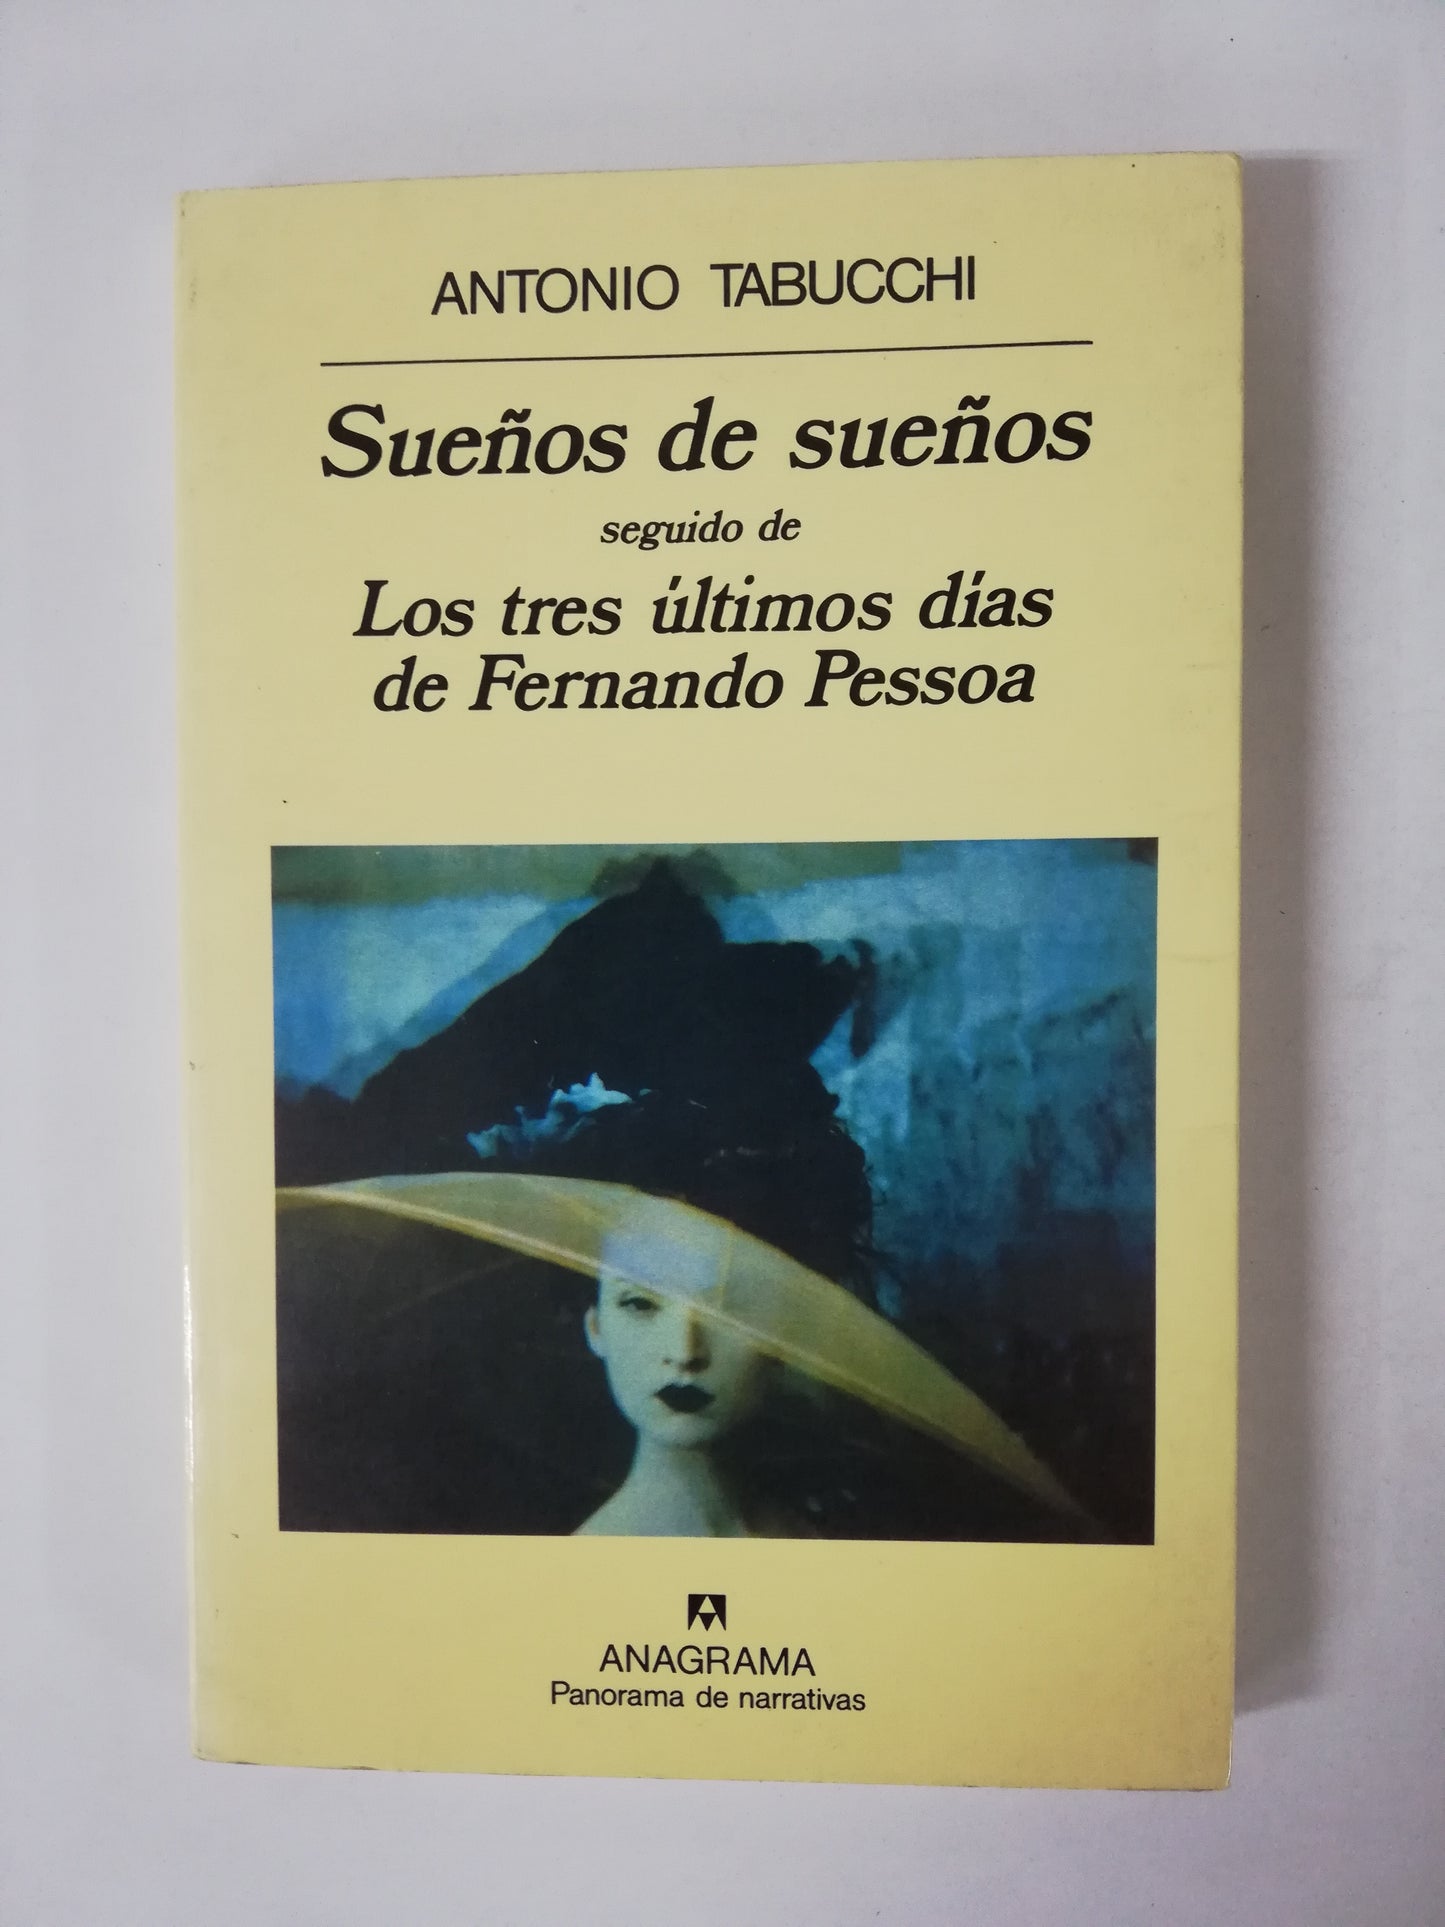 ANTONIO TABUCCHI
Sueños de sueños
seguido de
Los tres últimos días
de Fernando Pessoa
ANAGRAMA
Panorama de narrativas